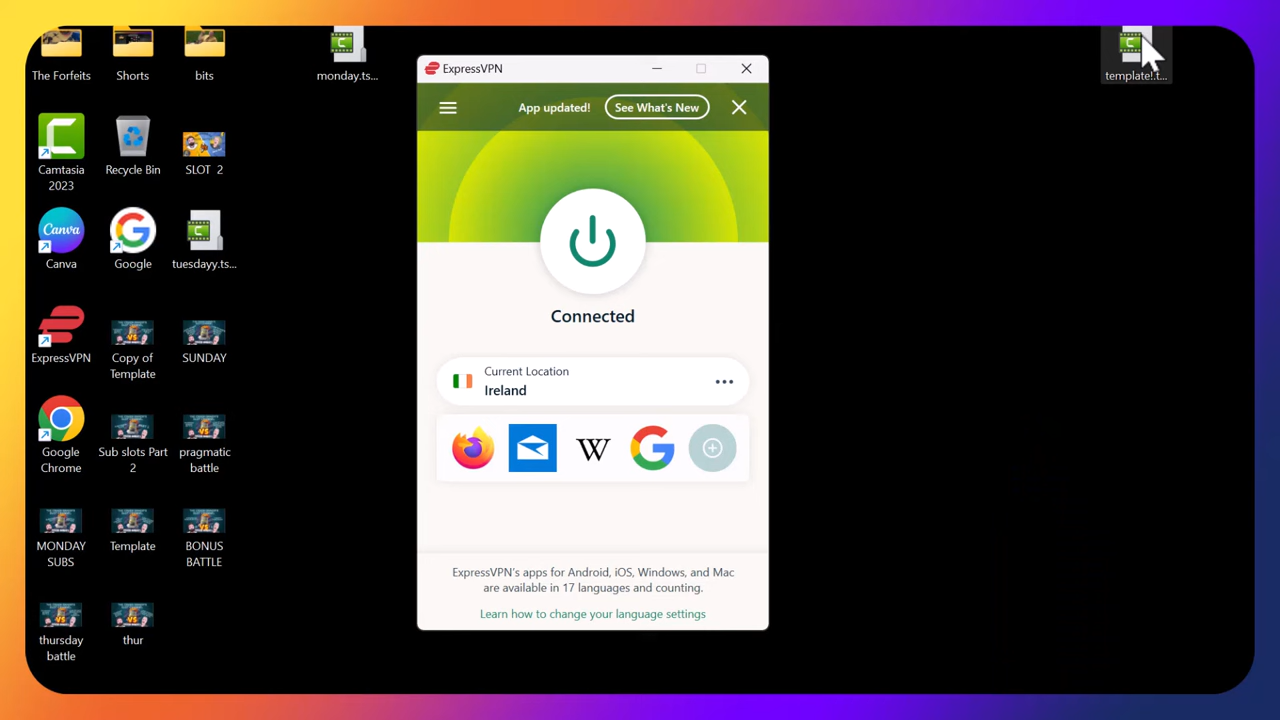 The Forfeits
Shorts
bits
monday.ts...
template!.t...
Camtasia
2023
Recycle Bin
SLOT 2
Canva
Canva
Google
tuesdayy.ts...
ExpressVPN
Copy of
Template
SUNDAY
Google
Chrome
Sub slots Part
2
pragmatic
battle
MONDAY
SUBS
Template
BONUS
BATTLE
thursday
battle
thur
ExpressVPN
App updated!
See What's New
Connected
Current Location
Ireland
W
ExpressVPN's apps for Android, iOS, Windows, and Mac
are available in 17 languages and counting.
Learn how to change your language settings